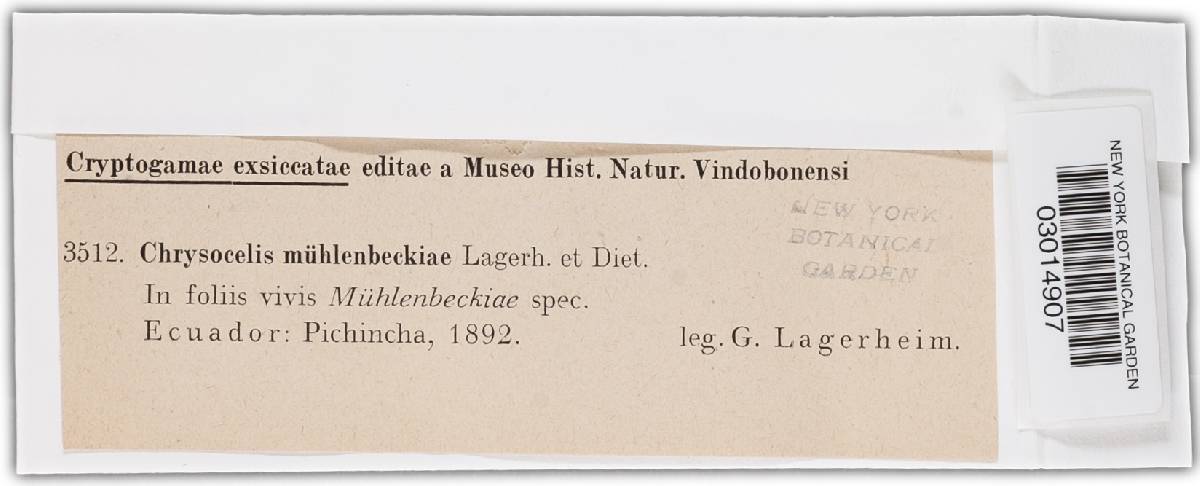 Cryptogamae exsiccatae editae a Museo Hist. Natur. Vindobonensi
NEW YORK
BOTANICAL
GARDEN
3512. Chrysocelis mühlenbeckiae Lagerh. et Diet.
In foliis vivis Mühlenbeckiae spec.
Ecuador: Pichincha, 1892. leg. G. Lagerheim.
NEW YORK BOTANICAL GARDEN
03014907